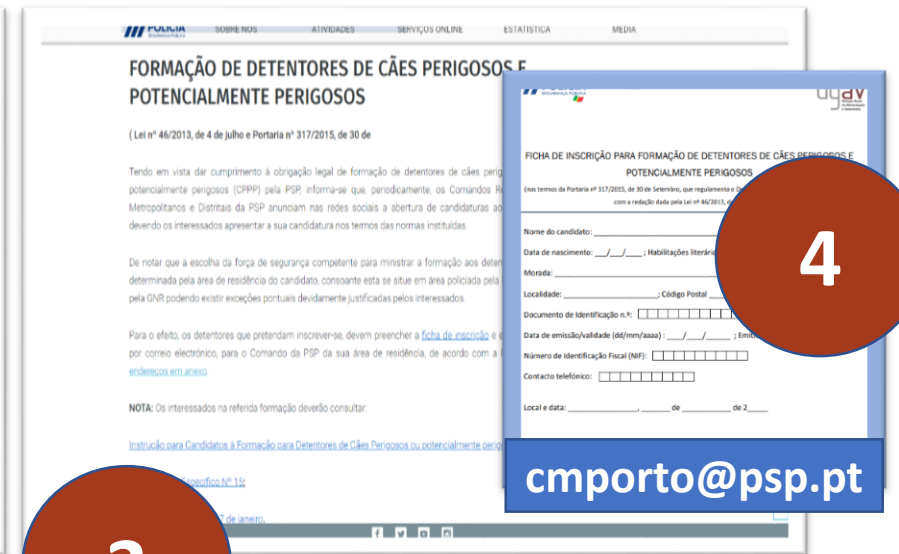 POLÍCIA SOBRE NÓS ATIVIDADES SERVIÇOS ONLINE ESTATÍSTICA MEDIA
FORMAÇÃO DE DETENTORES DE CÃES PERIGOSOS E
POTENCIALMENTE PERIGOSOS
( Lei nº 46/2013, de 4 de julho e Portaria nº 317/2015, de 30 de
Tendo em vista dar cumprimento à obrigação legal de formação de detentores de cães
potencialmente perigosos (CPPP) pela PSP, informa-se que, periodicamente, os Comandos
Metropolitanos e Distritais da PSP anunciam nas redes sociais a abertura de candidaturas
devendo os interessados apresentar a sua candidatura nos termos das normas instituídas.
De notar que a escolha da força de segurança competente para ministrar a formação aos
determinada pela área de residência do candidato, consoante esta se situe em área policiada pela
pela GNR podendo existir exceções pontuais devidamente justificadas pelos interessados.
Para o efeito, os detentores que pretendam inscrever-se, devem preencher a ficha de inscrição e
por correio electrónico, para o Comando da PSP da sua área de residência, de acordo com a
endereços em anexo
NOTA: Os interessados na referida formação deverão consultar:
Instrução para Candidatos à Formação para Detentores de Cães Perigosos ou potencialmente
específico Nº 15;
de janeiro.
FICHA DE INSCRIÇÃO PARA FORMAÇÃO DE DETENTORES DE CÃES PERIGOSOS E
POTENCIALMENTE PERIGOSOS
(nos termos da Portaria nº 317/2015, de 30 de Setembro, que regulamenta o
com a redação dada pela Lei nº 46/2013,
Nome do candidato:
Data de nascimento: ___/___/____ ; Habilitações
Morada:
Localidade: ; Código Postal
Documento de Identificação n.º:
Data de emissão/validade (dd/mm/aaaa) : ____/____/______ ;
Número de Identificação Fiscal (NIF):
Contacto telefónico:
Local e data: ______________, ______ de __________ de 2____
4
cmporto@psp.pt